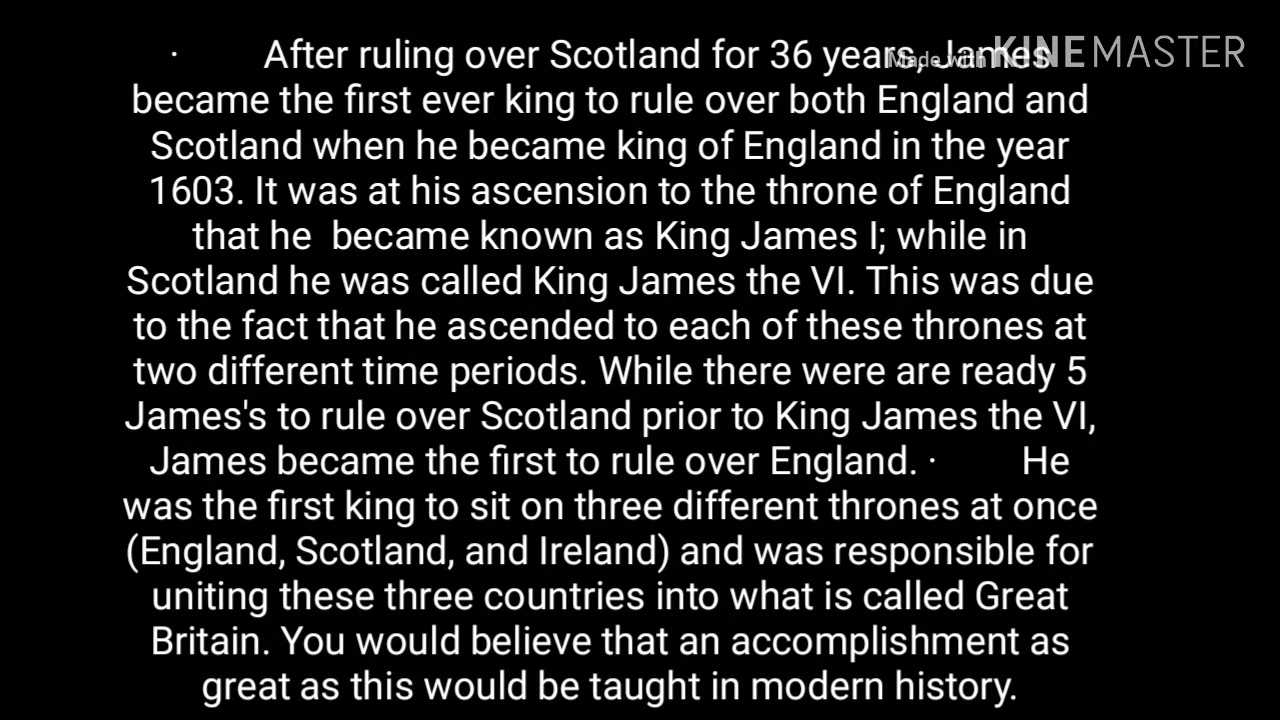 · After ruling over Scotland for 36 years, James
Made with KINEMASTER
became the first ever king to rule over both England and
Scotland when he became king of England in the year
1603. It was at his ascension to the throne of England
that he  became known as King James I; while in
Scotland he was called King James the VI. This was due
to the fact that he ascended to each of these thrones at
two different time periods. While there were are ready 5
James's to rule over Scotland prior to King James the VI,
James became the first to rule over England. · He
was the first king to sit on three different thrones at once
(England, Scotland, and Ireland) and was responsible for
uniting these three countries into what is called Great
Britain. You would believe that an accomplishment as
great as this would be taught in modern history.